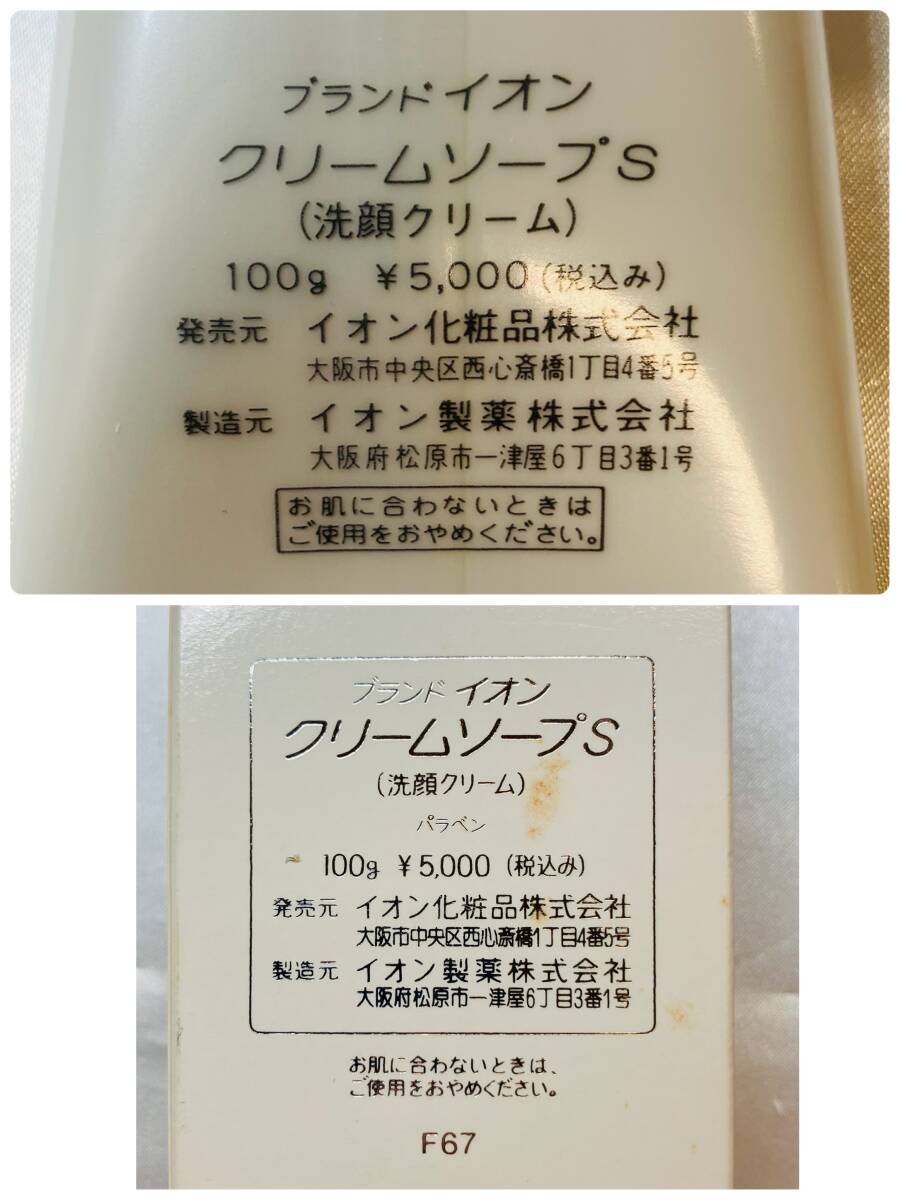 ブランド イオン
クリームソープS
(洗顔クリーム)
100g ¥5,000(税込み)
発売元 イオン化粧品株式会社
大阪市中央区西心斎橋1丁目4番5号
製造元 イオン製薬株式会社
大阪府松原市一津屋6丁目3番1号
お肌に合わないときは
ご使用をおやめください。
ブランド イオン
クリームソープS
(洗顔クリーム)
パラベン
100g ¥5,000 (税込み)
発売元 イオン化粧品株式会社
大阪市中央区西心斎橋1丁目4番5号
製造元 イオン製薬株式会社
大阪府松原市一津屋6丁目3番1号
お肌に合わないときは、
ご使用をおやめください。
F67